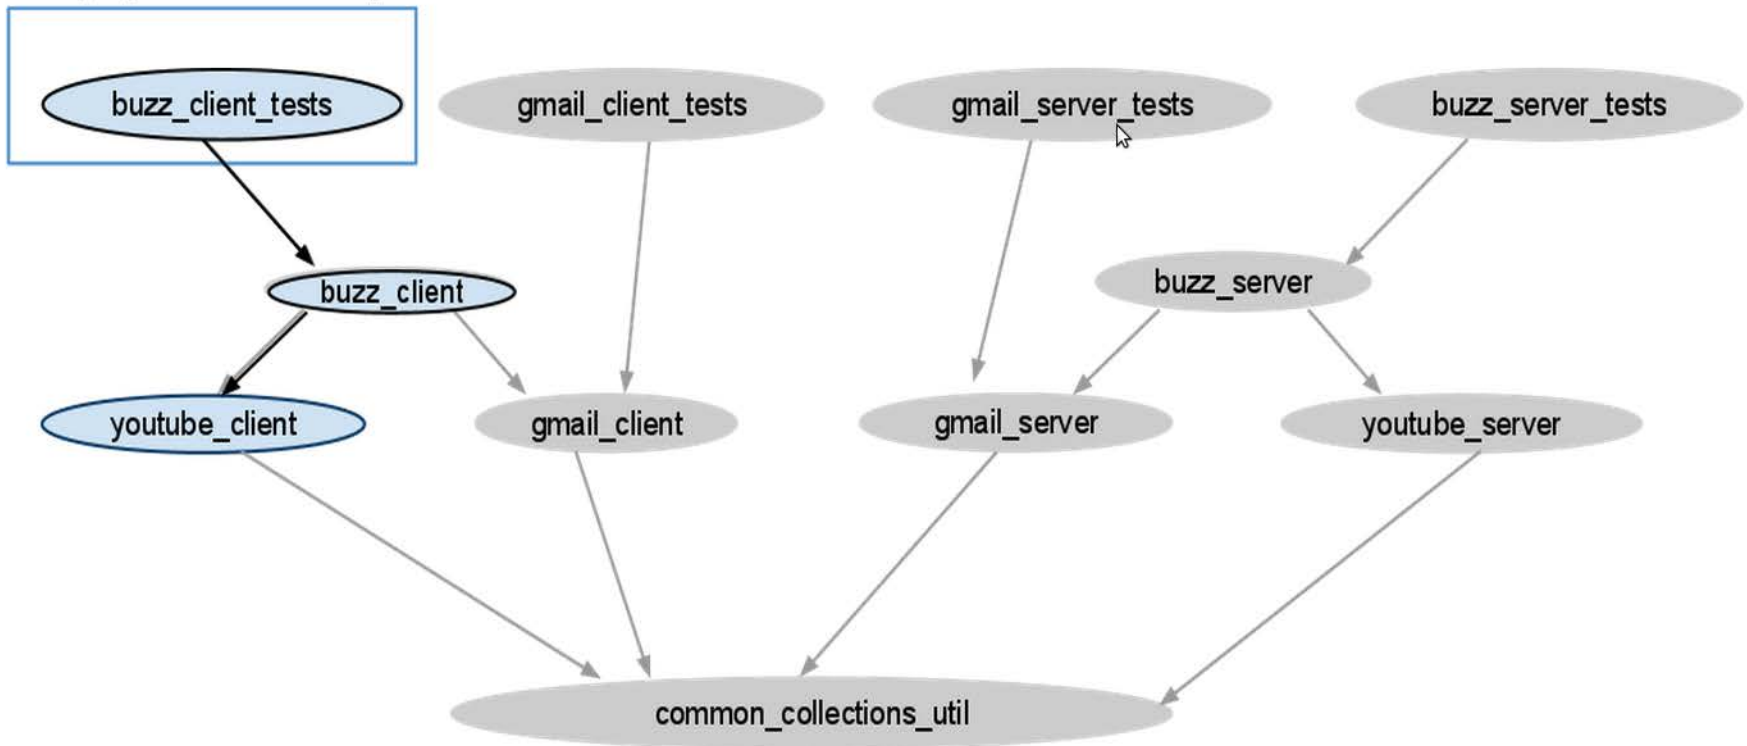 buzz_client_tests
gmail_client_tests
gmail_server_tests
buzz_server_tests
buzz_client
buzz_server
youtube_client
gmail_client
gmail_server
youtube_server
common_collections_util